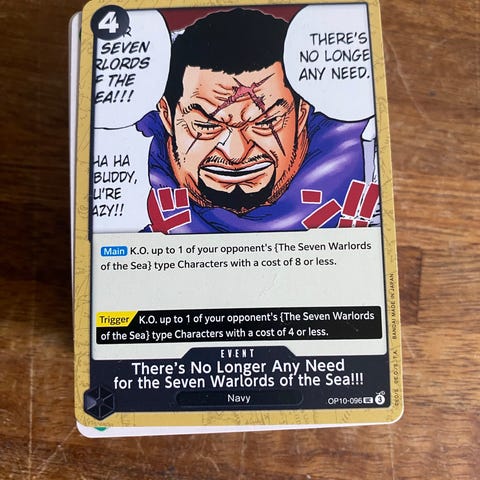 4
SEVEN
RLORDS
F THE
EA!!!
THERE'S
NO LONGE
ANY NEED.
HA HA
BUDDY,
U'RE
AZY!!
ド
ン!!
Main K.O. up to 1 of your opponent's {The Seven Warlords
of the Sea} type Characters with a cost of 8 or less.
Trigger K.O. up to 1 of your opponent's {The Seven Warlords
of the Sea} type Characters with a cost of 4 or less.
EVENT
There's No Longer Any Need
for the Seven Warlords of the Sea!!!
Navy
OP10-096 UC 3
©E.O./S. ©E.O./S.,T.A. BANDAI MADE IN JAPAN